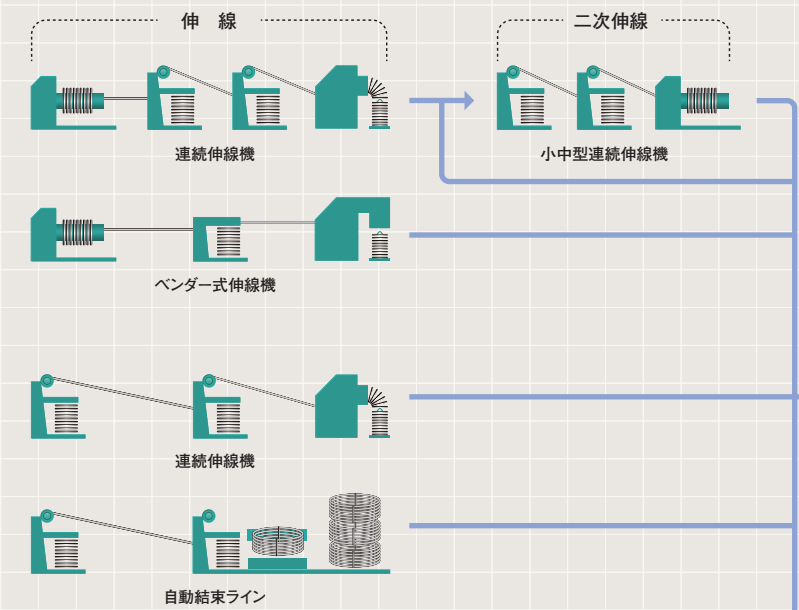 伸 線
二次伸線
連続伸線機
小中型連続伸線機
ベンダー式伸線機
連続伸線機
自動結束ライン